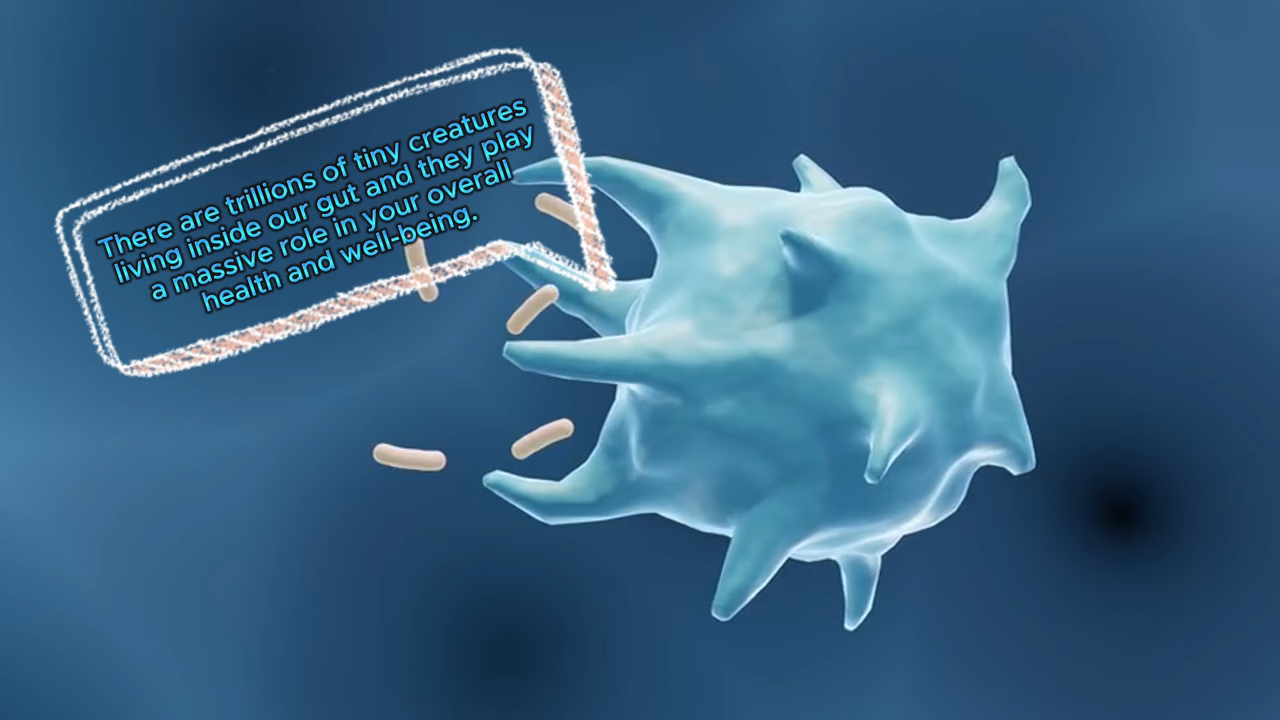 There are trillions of tiny creatures
living inside our gut and they play
a massive role in your overall
health and well-being.